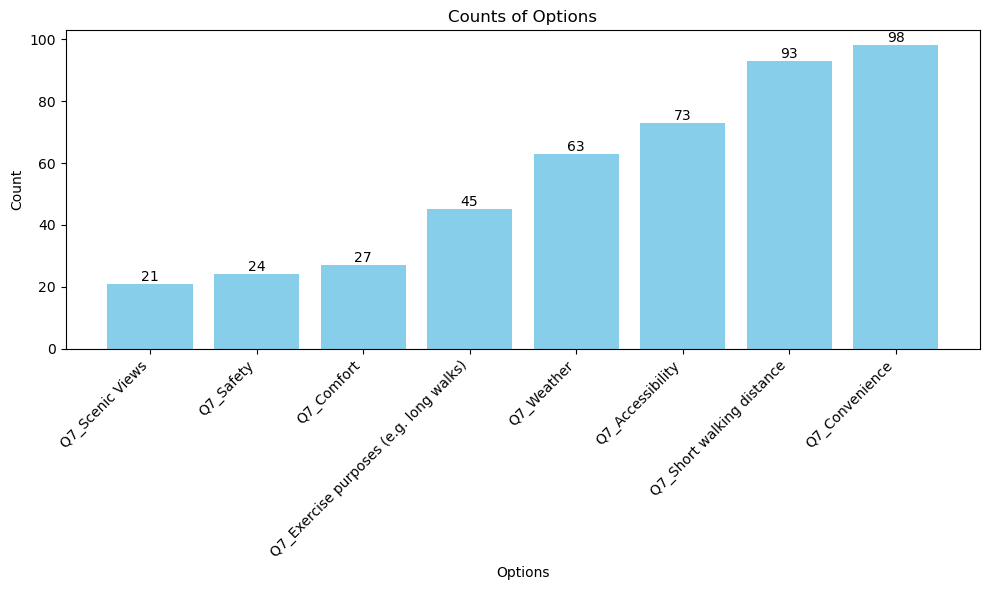 Counts of Options
Count
100
80
60
40
20
0
21
24
27
45
63
73
93
98
Q7_Scenic Views
Q7_Safety
Q7_Comfort
Q7_Exercise purposes (e.g. long walks)
Q7_Weather
Q7_Accessibility
Q7_Short walking distance
Q7_Convenience
Options